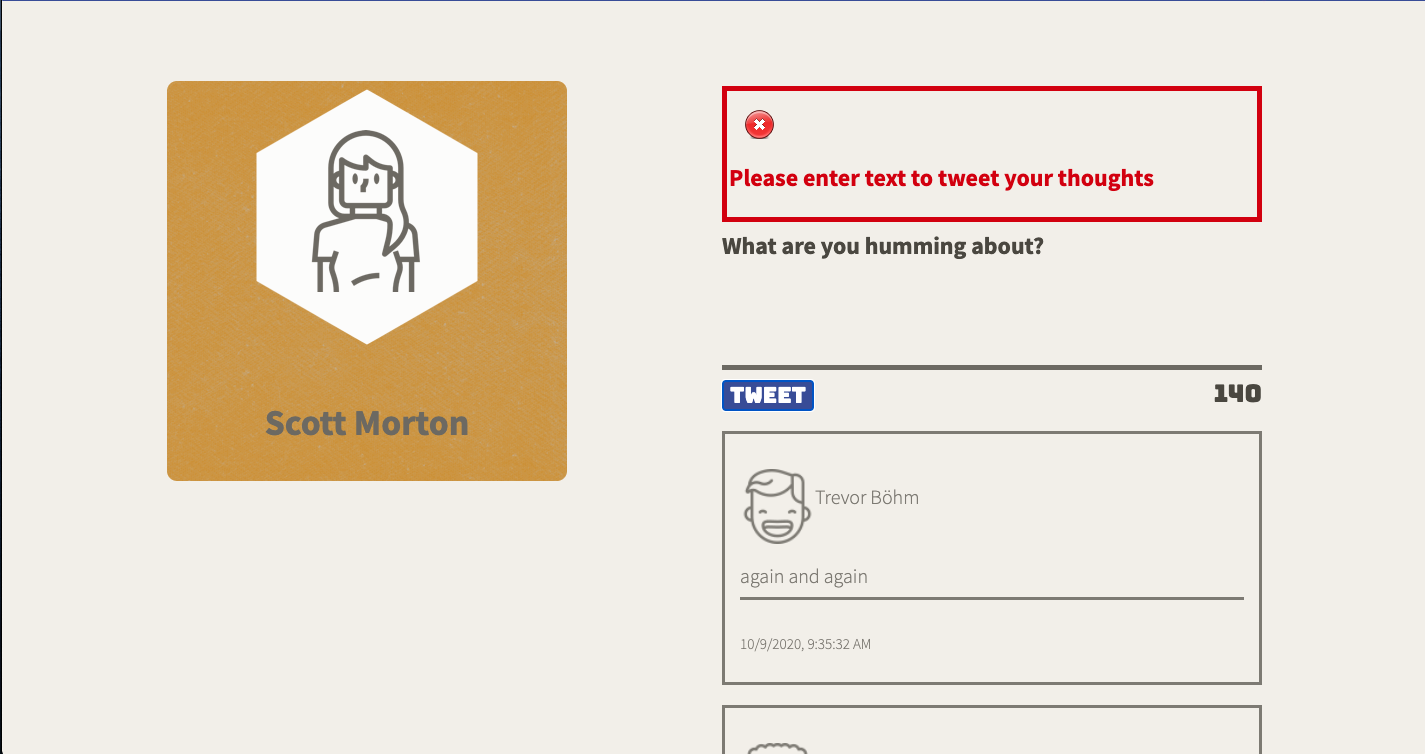 Scott Morton
Please enter text to tweet your thoughts
What are you humming about?
TWEET
140
Trevor Böhm
again and again
10/9/2020, 9:35:32 AM